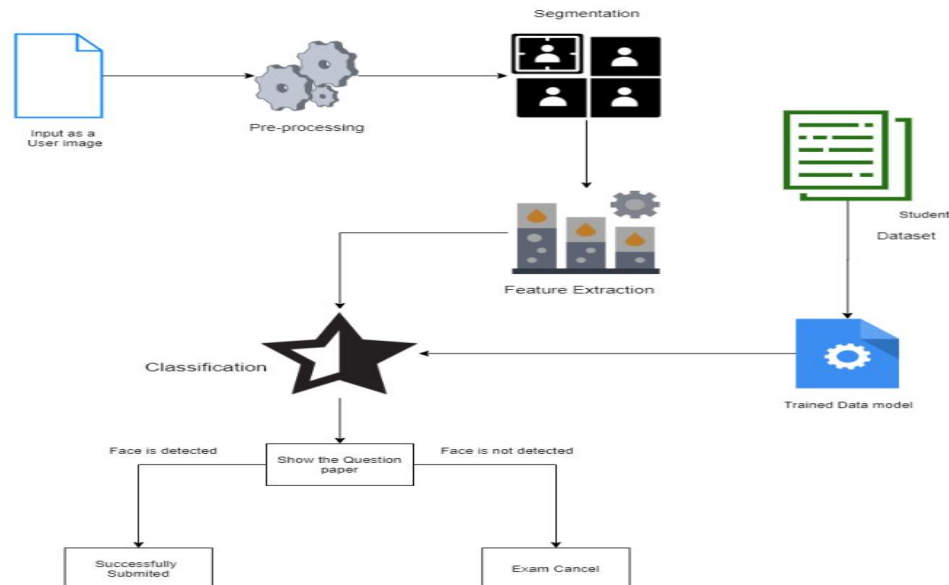 Segmentation
Input as a
User image
Pre-processing
Student
Dataset
Feature Extraction
Classification
Trained Data model
Face is detected
Show the Question
paper
Face is not detected
Successfully
Submited
Exam Cancel